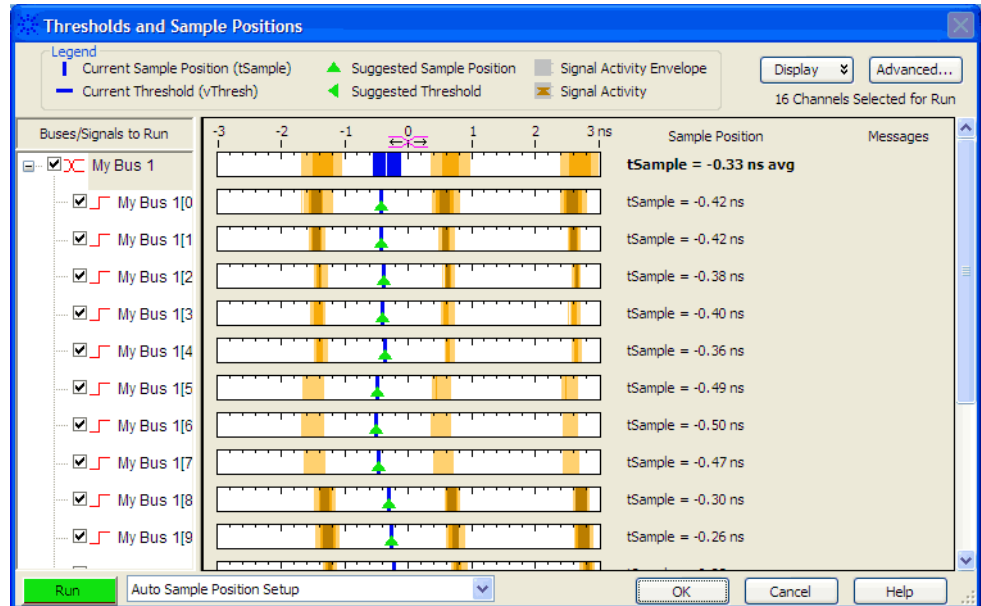 Thresholds and Sample Positions
Legend
Current Sample Position (tSample)
Suggested Sample Position
Signal Activity Envelope
Current Threshold (vThresh)
Suggested Threshold
Signal Activity
Display
Advanced...
16 Channels Selected for Run
Buses/Signals to Run
-3 -2 -1 0 1 2 3 ns
Sample Position
Messages
My Bus 1
tSample = -0.33 ns avg
My Bus 1[0
tSample = -0.42 ns
My Bus 1[1
tSample = -0.42 ns
My Bus 1[2
tSample = -0.38 ns
My Bus 1[3
tSample = -0.40 ns
My Bus 1[4
tSample = -0.36 ns
My Bus 1[5
tSample = -0.49 ns
My Bus 1[6
tSample = -0.50 ns
My Bus 1[7
tSample = -0.47 ns
My Bus 1[8
tSample = -0.30 ns
My Bus 1[9
tSample = -0.26 ns
Run
Auto Sample Position Setup
OK
Cancel
Help